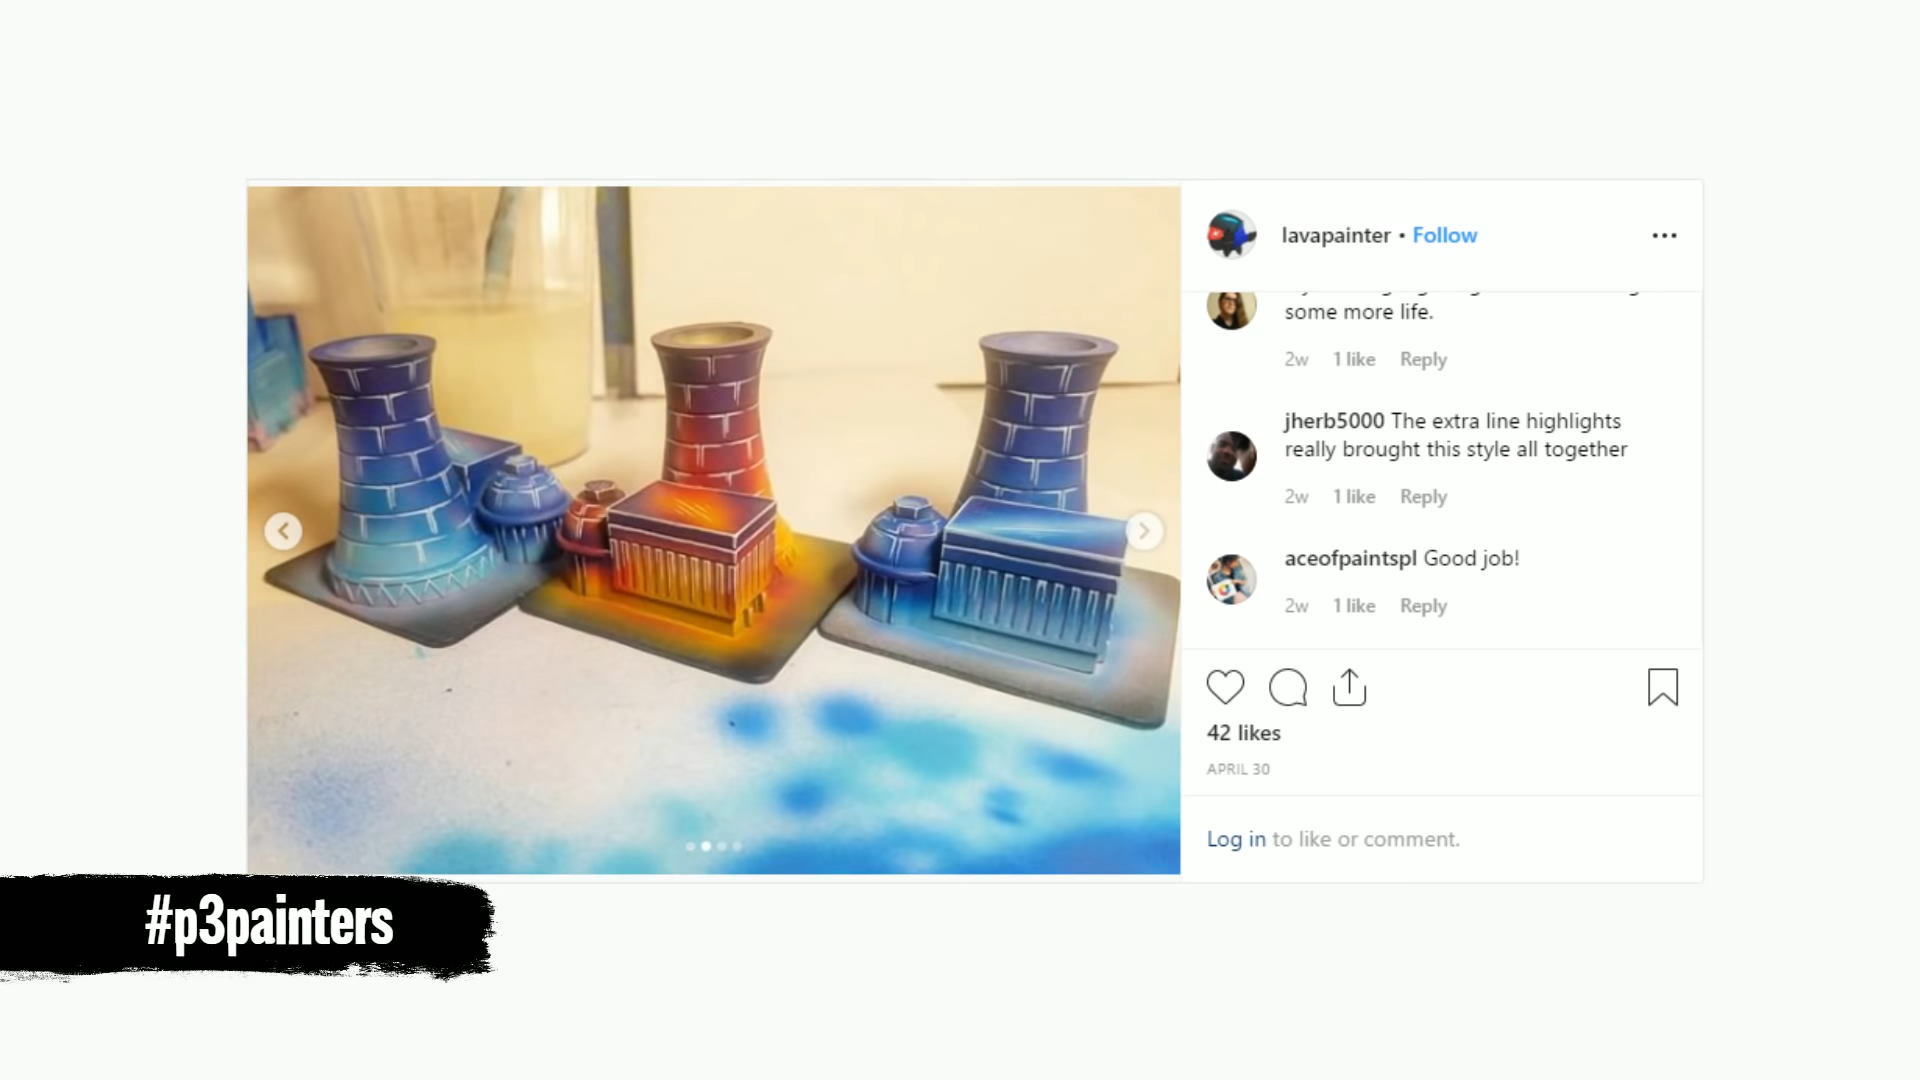 lavapainter • Follow
some more life.
2w 1 like Reply
jherb5000 The extra line highlights
really brought this style all together
2w 1 like Reply
aceofpaintspl Good job!
2w 1 like Reply
42 likes
APRIL 30
Log in to like or comment.
#p3painters